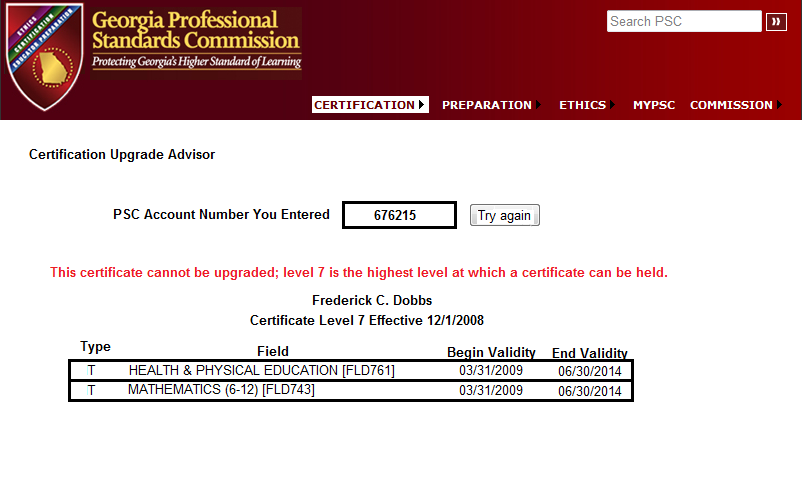 ETHICS
CERTIFICATION
EDUCATOR PREPARATION
Georgia Professional
Standards Commission
Protecting Georgia's Higher Standard of Learning
Search PSC
CERTIFICATION PREPARATION ETHICS MYPSC COMMISSION
Certification Upgrade Advisor
PSC Account Number You Entered 676215 Try again
This certificate cannot be upgraded; level 7 is the highest level at which a certificate can be held.
Frederick C. Dobbs
Certificate Level 7 Effective 12/1/2008
Type Field Begin Validity End Validity
T HEALTH & PHYSICAL EDUCATION [FLD761] 03/31/2009 06/30/2014
T MATHEMATICS (6-12) [FLD743] 03/31/2009 06/30/2014